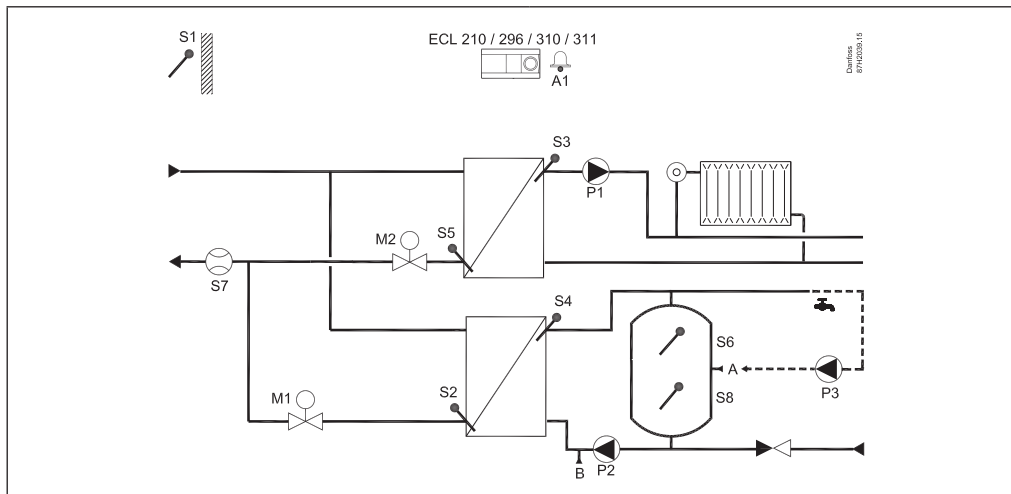 S1
ECL 210 / 296 / 310 / 311
A1
Danfoss
87H2039.15
S3
P1
M2
S5
S7
S4
S6
A
S8
P3
M1
S2
B
P2